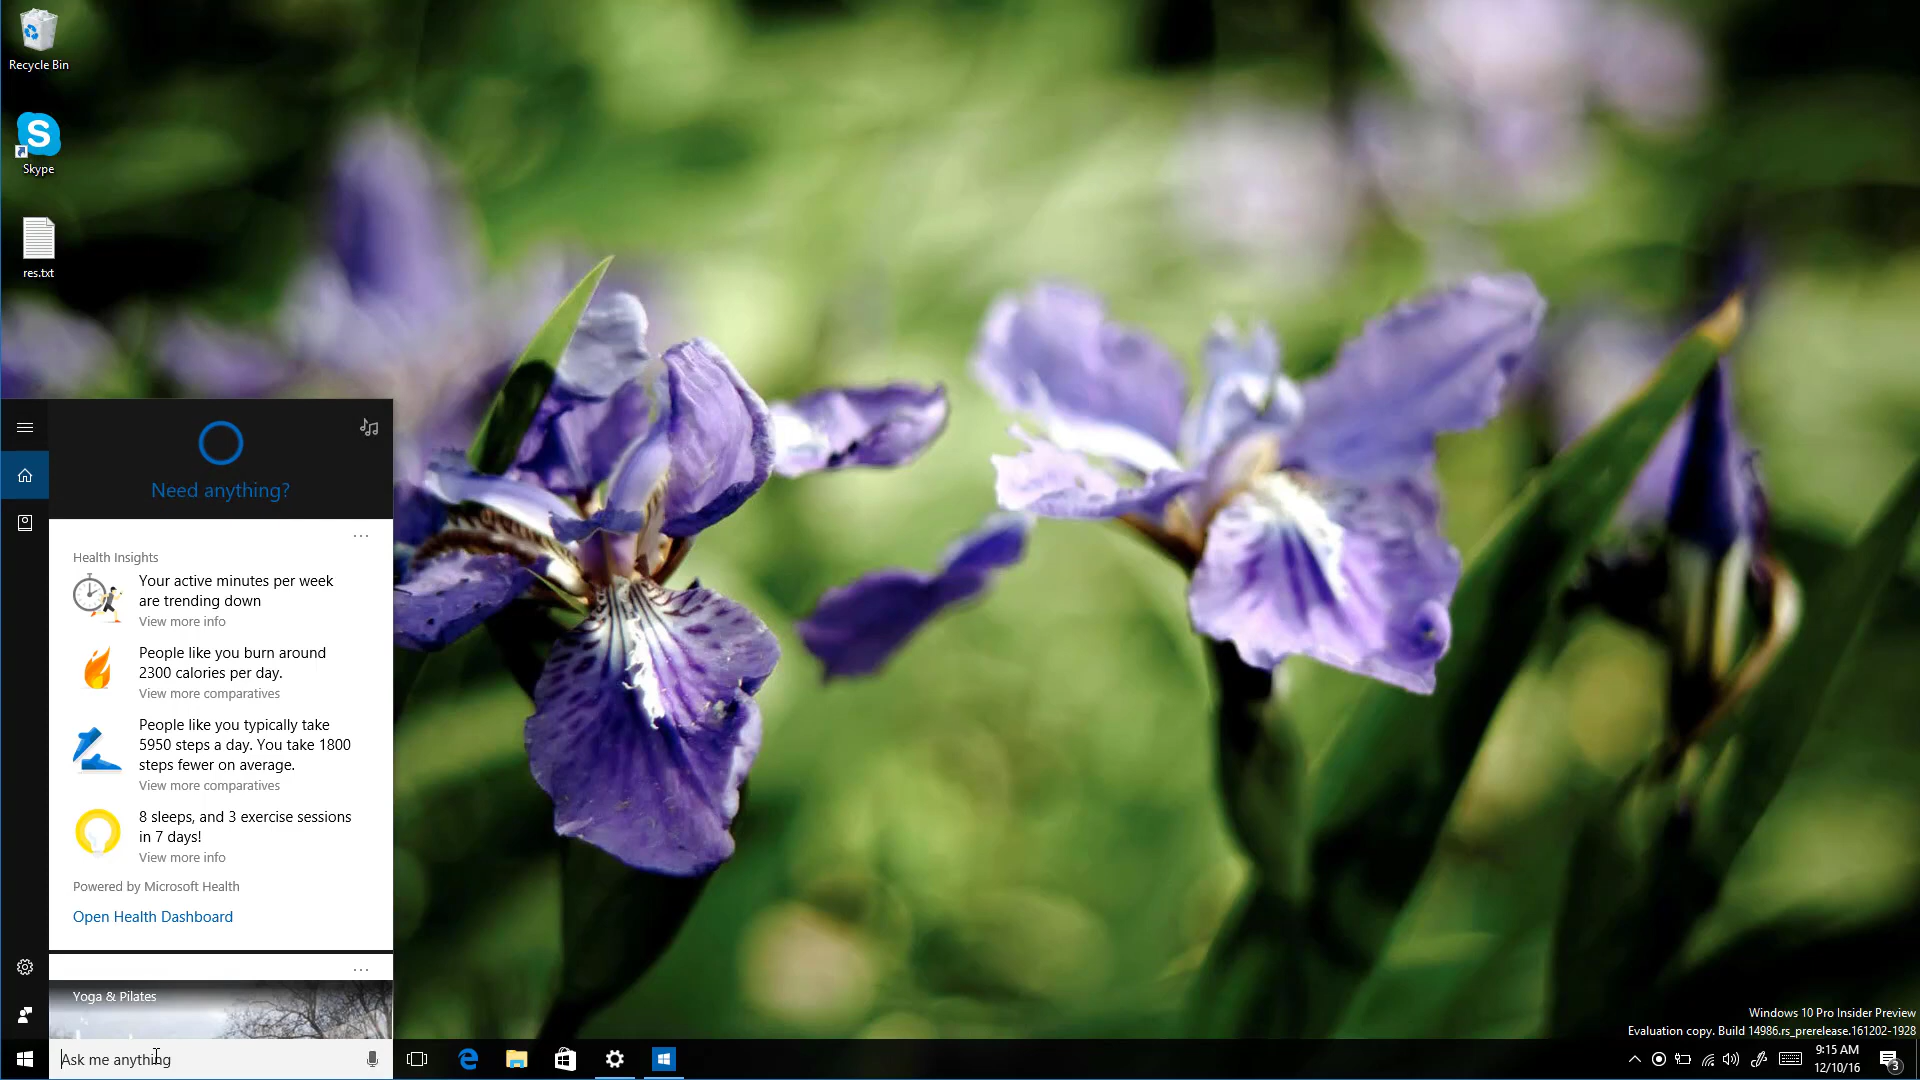 Recycle Bin
Skype
res.txt
Need anything?
...
Health Insights
Your active minutes per week
are trending down
View more info
People like you burn around
2300 calories per day.
View more comparatives
People like you typically take
5950 steps a day. You take 1800
steps fewer on average.
View more comparatives
8 sleeps, and 3 exercise sessions
in 7 days!
View more info
Powered by Microsoft Health
Open Health Dashboard
...
Yoga & Pilates
Ask me anything
Windows 10 Pro Insider Preview
Evaluation copy. Build 14986.rs_prerelease.161202-1928
9:15 AM
12/10/16
3